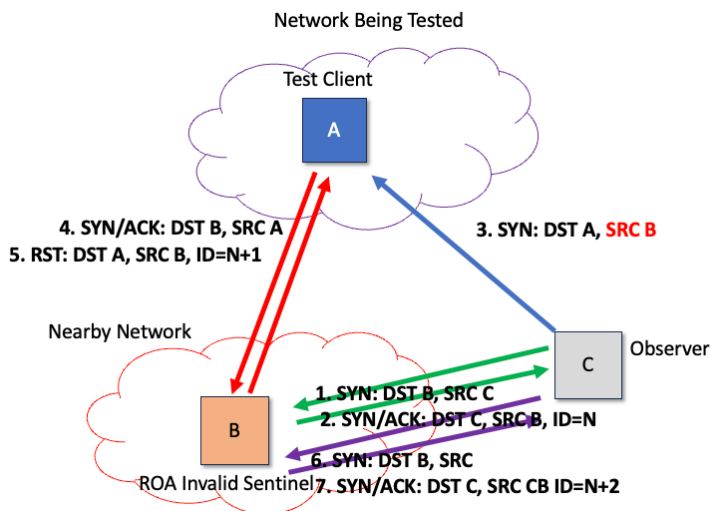 Network Being Tested
Test Client
A
4. SYN/ACK: DST B, SRC A
5. RST: DST A, SRC B, ID=N+1
3. SYN: DST A, SRC B
Nearby Network
Observer
C
1. SYN: DST B, SRC C
2. SYN/ACK: DST C, SRC B, ID=N
B
6. SYN: DST B, SRC
ROA Invalid Sentinel
7. SYN/ACK: DST C, SRC CB ID=N+2